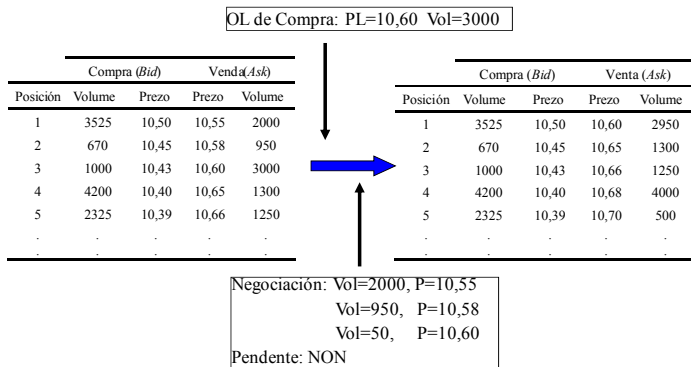 OL de Compra: PL=10,60 Vol=3000
Compra (Bid) Venda(Ask)
Posición Volume Prezo Prezo Volume
1 3525 10,50 10,55 2000
2 670 10,45 10,58 950
3 1000 10,43 10,60 3000
4 4200 10,40 10,65 1300
5 2325 10,39 10,66 1250
. . . . .
. . . . .
Compra (Bid) Venta (Ask)
Posición Volume Prezo Prezo Volume
1 3525 10,50 10,60 2950
2 670 10,45 10,65 1300
3 1000 10,43 10,66 1250
4 4200 10,40 10,68 4000
5 2325 10,39 10,70 500
. . . . .
. . . . .
Negociación: Vol=2000, P=10,55
Vol=950, P=10,58
Vol=50, P=10,60
Pendente: NON